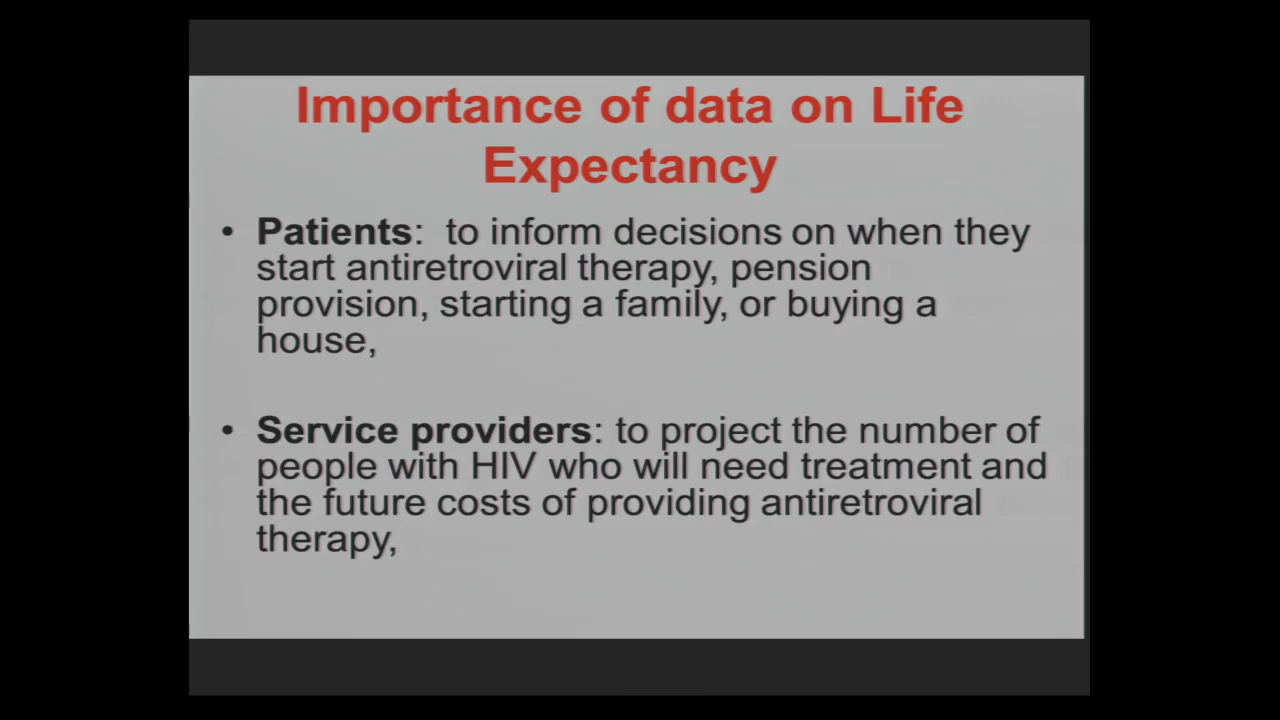 Importance of data on Life
Expectancy
• Patients:  to inform decisions on when they
start antiretroviral therapy, pension
provision, starting a family, or buying a
house,
• Service providers: to project the number of
people with HIV who will need treatment and
the future costs of providing antiretroviral
therapy,